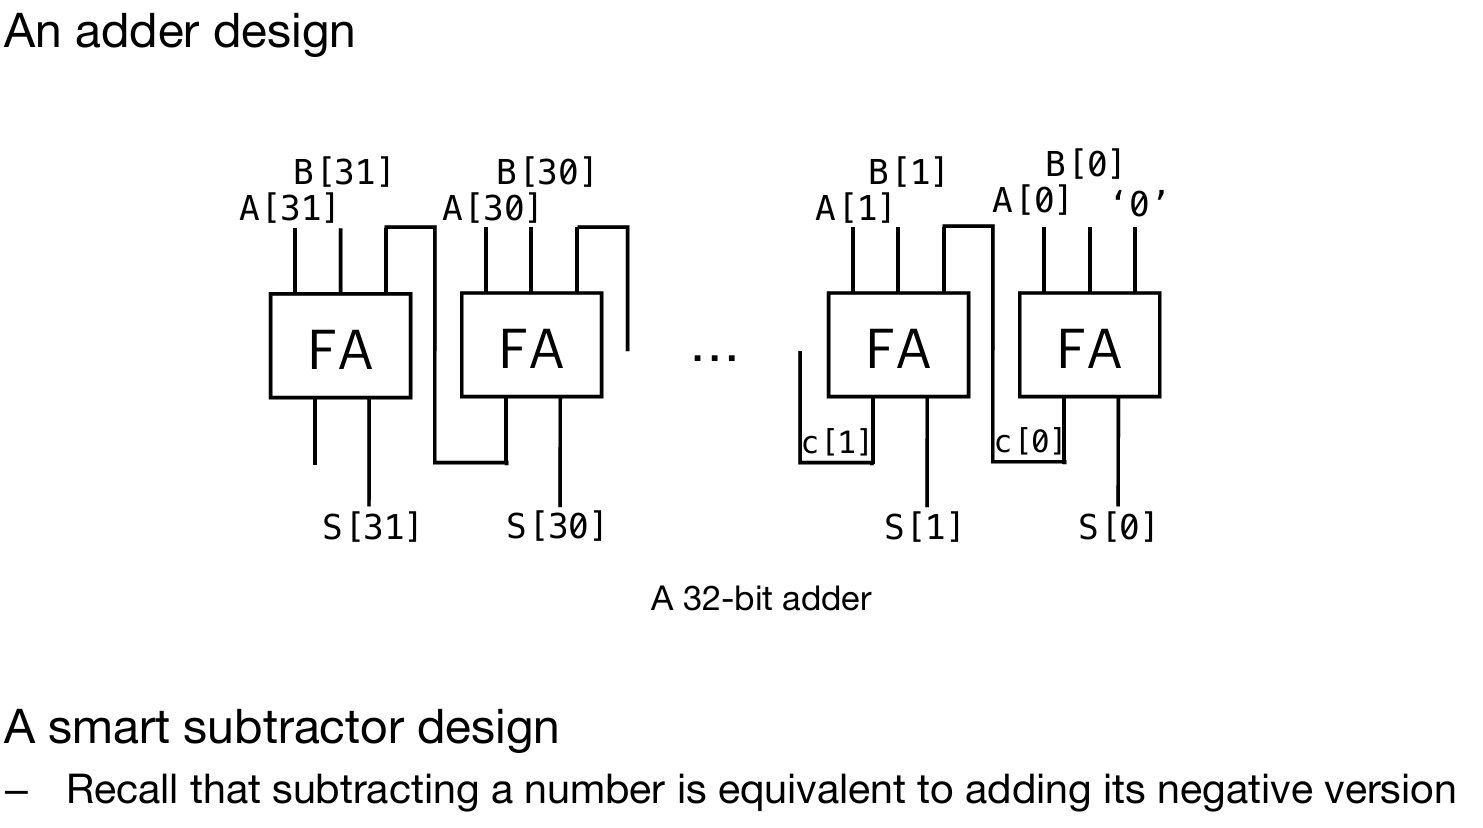 An adder design
B[31] B[30] B[1] B[0]
A[31] A[30] A[1] A[0] ‘0’
FA FA ... FA FA
c[1] c[0]
S[31] S[30] S[1] S[0]
A 32-bit adder
A smart subtractor design
– Recall that subtracting a number is equivalent to adding its negative version